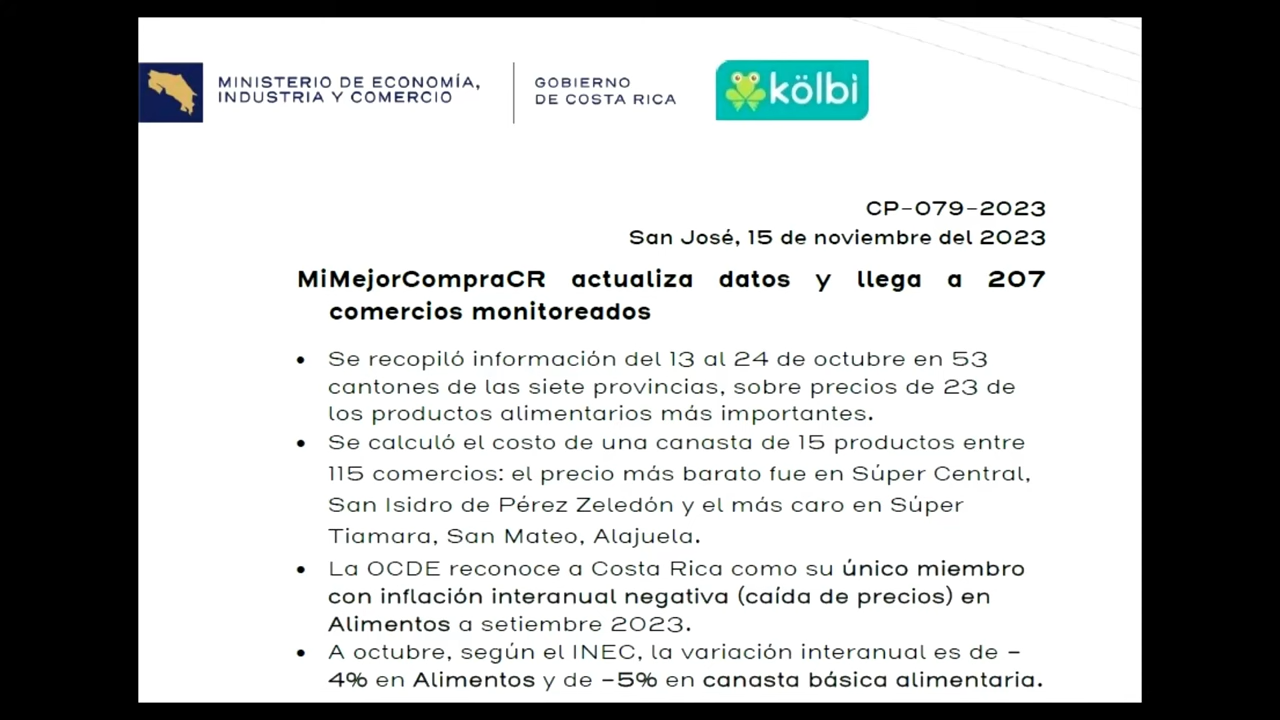 MINISTERIO DE ECONOMÍA,
INDUSTRIA Y COMERCIO
GOBIERNO
DE COSTA RICA
kölbi
CP-079-2023
San José, 15 de noviembre del 2023
MiMejorCompraCR actualiza datos y llega a 207
comercios monitoreados
• Se recopiló información del 13 al 24 de octubre en 53
cantones de las siete provincias, sobre precios de 23 de
los productos alimentarios más importantes.
• Se calculó el costo de una canasta de 15 productos entre
115 comercios: el precio más barato fue en Súper Central,
San Isidro de Pérez Zeledón y el más caro en Súper
Tiamara, San Mateo, Alajuela.
• La OCDE reconoce a Costa Rica como su único miembro
con inflación interanual negativa (caída de precios) en
Alimentos a setiembre 2023.
• A octubre, según el INEC, la variación interanual es de –
4% en Alimentos y de –5% en canasta básica alimentaria.